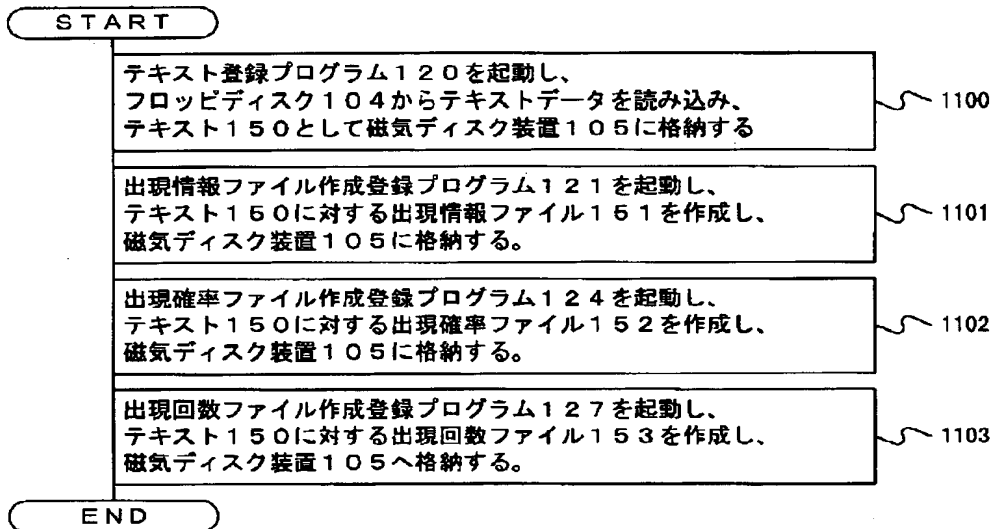 START
テキスト登録プログラム120を起動し、
フロッピディスク104からテキストデータを読み込み、
テキスト150として磁気ディスク装置105に格納する
1100
出現情報ファイル作成登録プログラム121を起動し、
テキスト150に対する出現情報ファイル151を作成し、
磁気ディスク装置105に格納する。
1101
出現確率ファイル作成登録プログラム124を起動し、
テキスト150に対する出現確率ファイル152を作成し、
磁気ディスク装置105に格納する。
1102
出現回数ファイル作成登録プログラム127を起動し、
テキスト150に対する出現回数ファイル153を作成し、
磁気ディスク装置105へ格納する。
1103
END